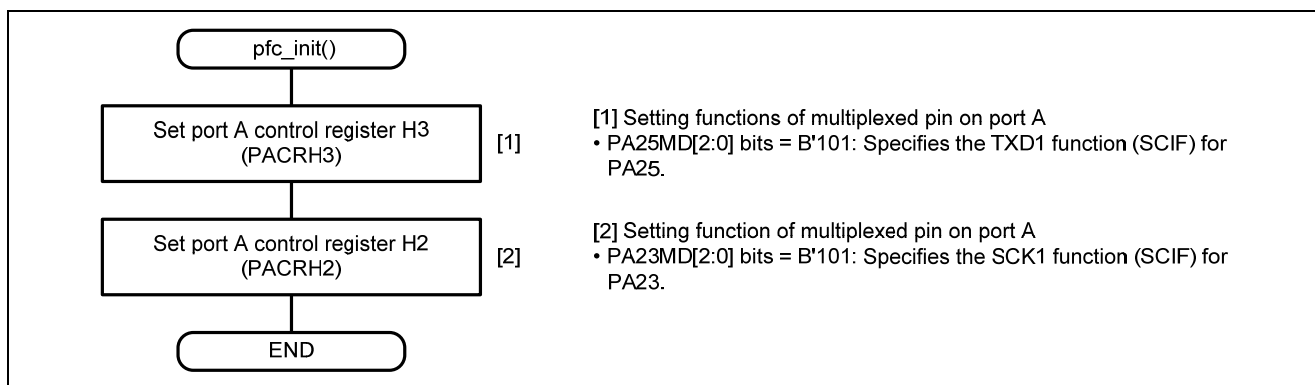 pfc_init()
Set port A control register H3
(PACRH3)
[1]
[1] Setting functions of multiplexed pin on port A
• PA25MD[2:0] bits = B'101: Specifies the TXD1 function (SCIF) for
PA25.
Set port A control register H2
(PACRH2)
[2]
[2] Setting function of multiplexed pin on port A
• PA23MD[2:0] bits = B'101: Specifies the SCK1 function (SCIF) for
PA23.
END